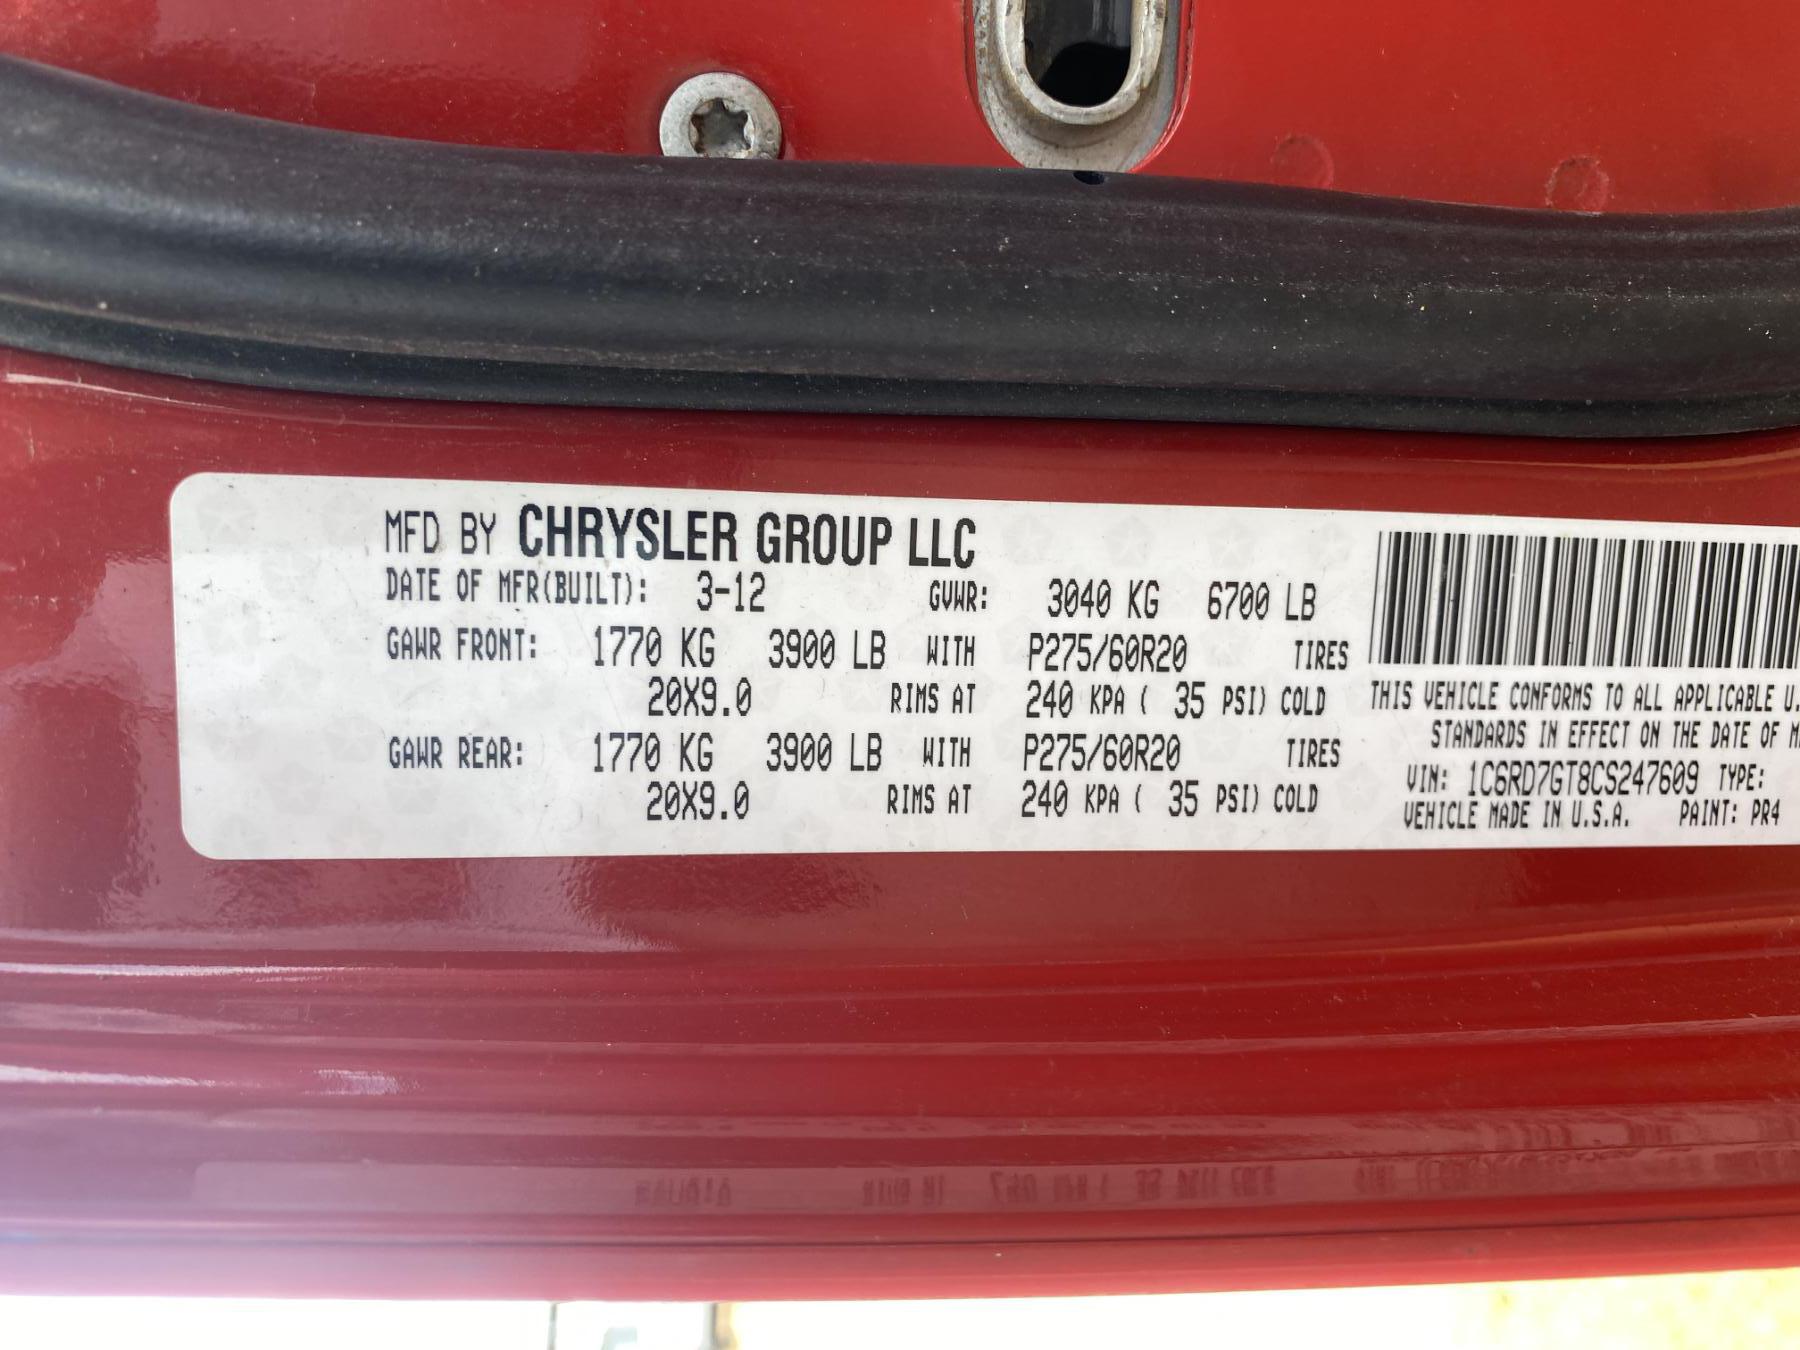 MFD BY CHRYSLER GROUP LLC
DATE OF MFR(BUILT): 3-12 GVWR: 3040 KG 6700 LB
GAWR FRONT: 1770 KG 3900 LB WITH P275/60R20 TIRES
20X9.0 RIMS AT 240 KPA ( 35 PSI) COLD
GAWR REAR: 1770 KG 3900 LB WITH P275/60R20 TIRES
20X9.0 RIMS AT 240 KPA ( 35 PSI) COLD
THIS VEHICLE CONFORMS TO ALL APPLICABLE U.
STANDARDS IN EFFECT ON THE DATE OF
VIN: 1C6RD7GT8CS247609 TYPE:
VEHICLE MADE IN U.S.A. PAINT: PR4